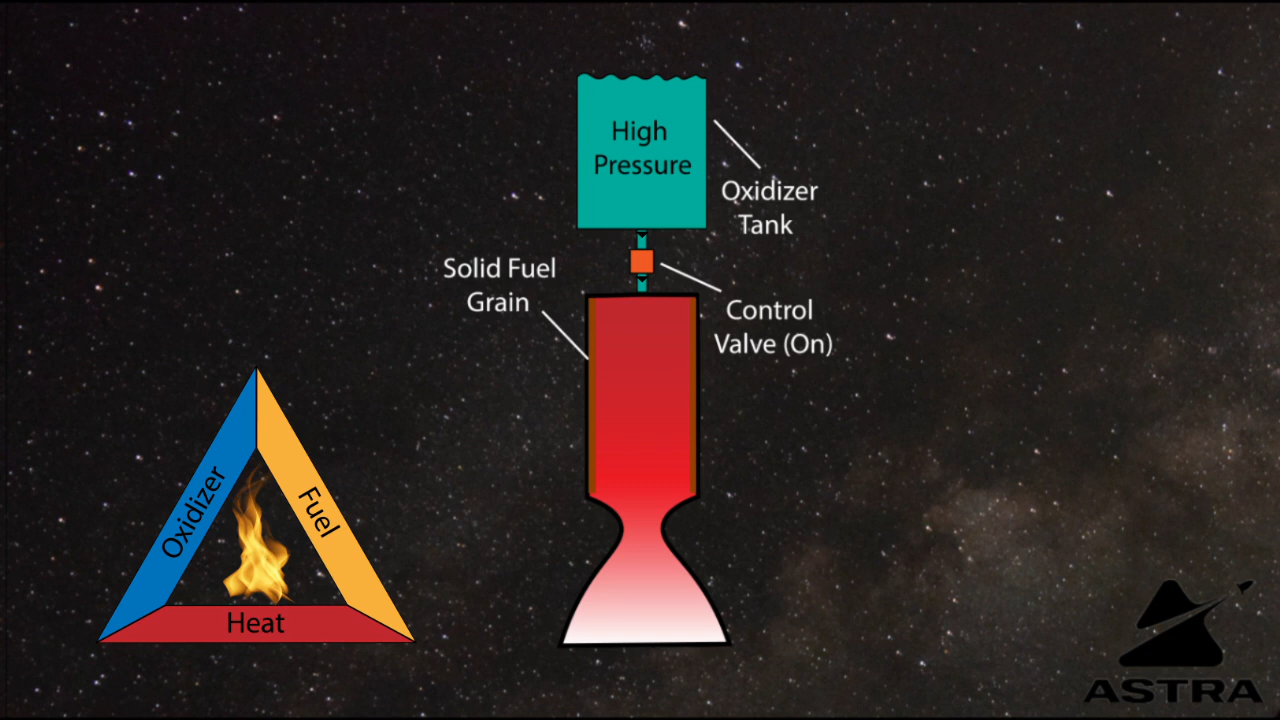 High
Pressure
Oxidizer
Tank
Solid Fuel
Grain
Control
Valve (On)
Oxidizer
Fuel
Heat
ASTRA